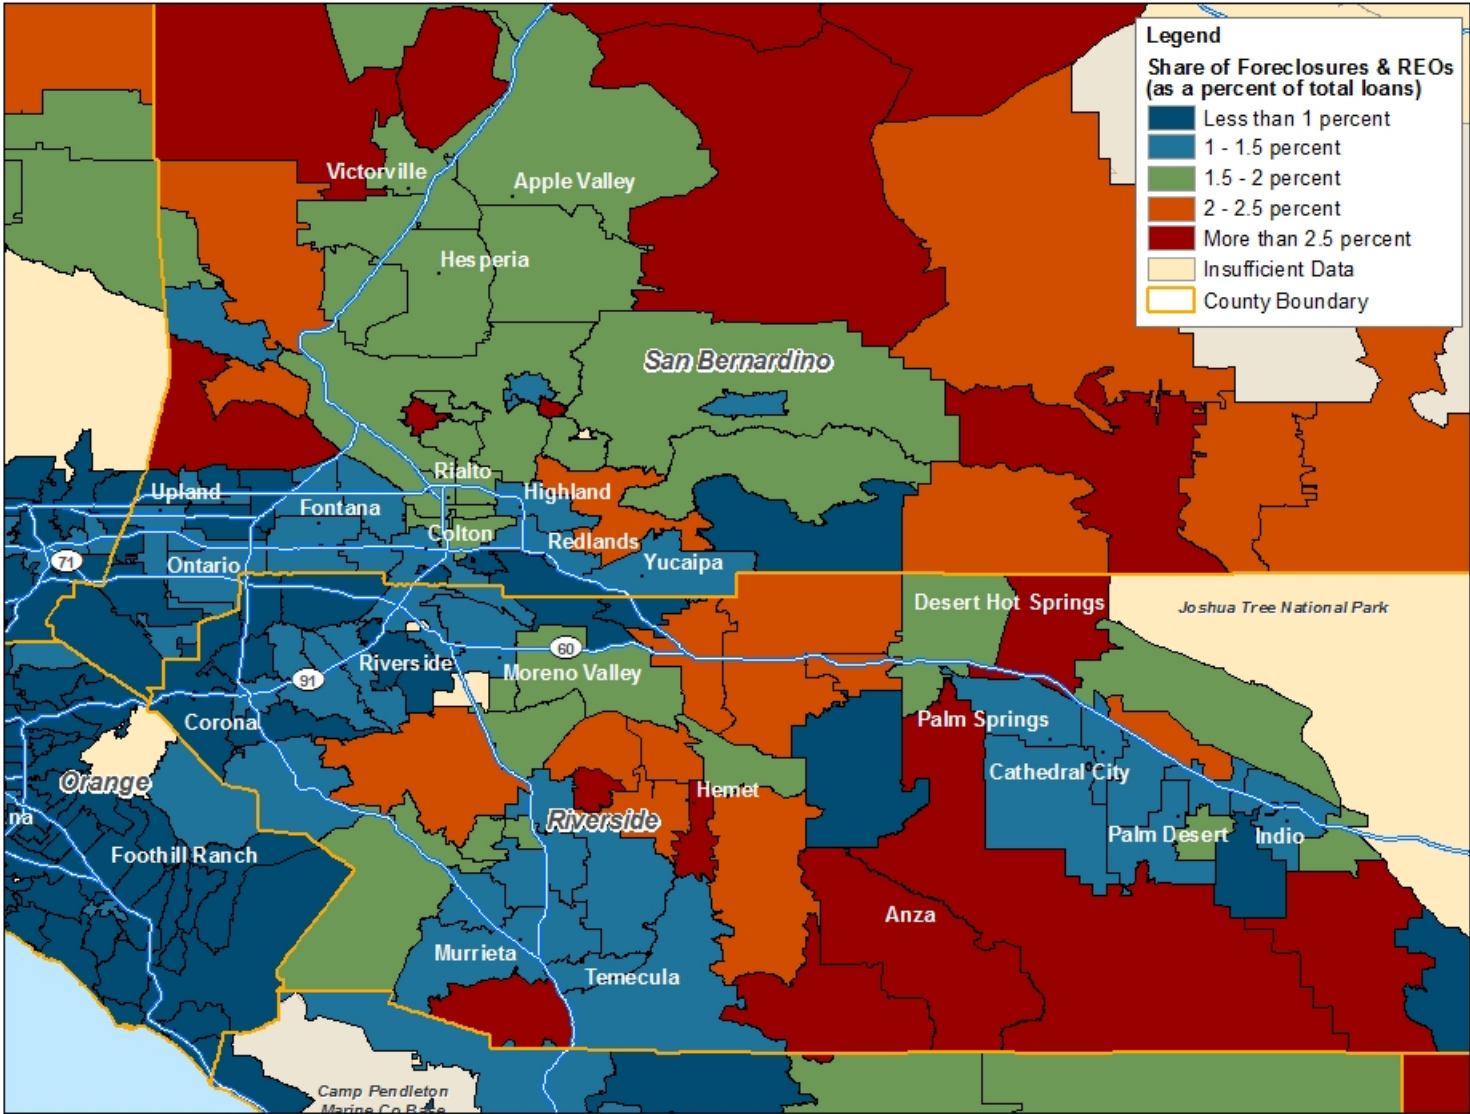 Legend
Share of Foreclosures & REOs
(as a percent of total loans)
Less than 1 percent
1 - 1.5 percent
1.5 - 2 percent
2 - 2.5 percent
More than 2.5 percent
Insufficient Data
County Boundary
Victorville
Apple Valley
Hesperia
San Bernardino
Rialto
Upland
Highland
Fontana
Colton
Redlands
71
Ontario
Yucaipa
Desert Hot Springs
Joshua Tree National Park
60
Riverside
Moreno Valley
91
Corona
Palm Springs
Orange
Cathedral City
Hemet
na
Riverside
Palm Desert
Indio
Foothill Ranch
Anza
Murrieta
Temecula
Camp Pendleton
Marine Co Base